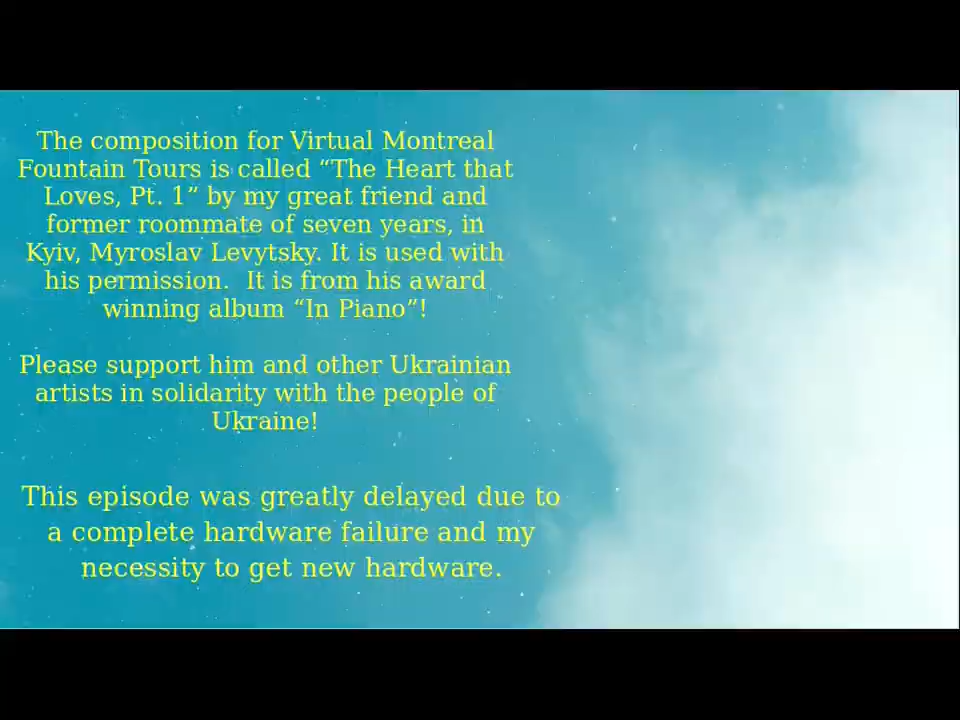 The composition for Virtual Montreal
Fountain Tours is called “The Heart that
Loves, Pt. 1” by my great friend and
former roommate of seven years, in
Kyiv, Myroslav Levytsky. It is used with
his permission.  It is from his award
winning album “In Piano”!
Please support him and other Ukrainian
artists in solidarity with the people of
Ukraine!
This episode was greatly delayed due to
a complete hardware failure and my
necessity to get new hardware.